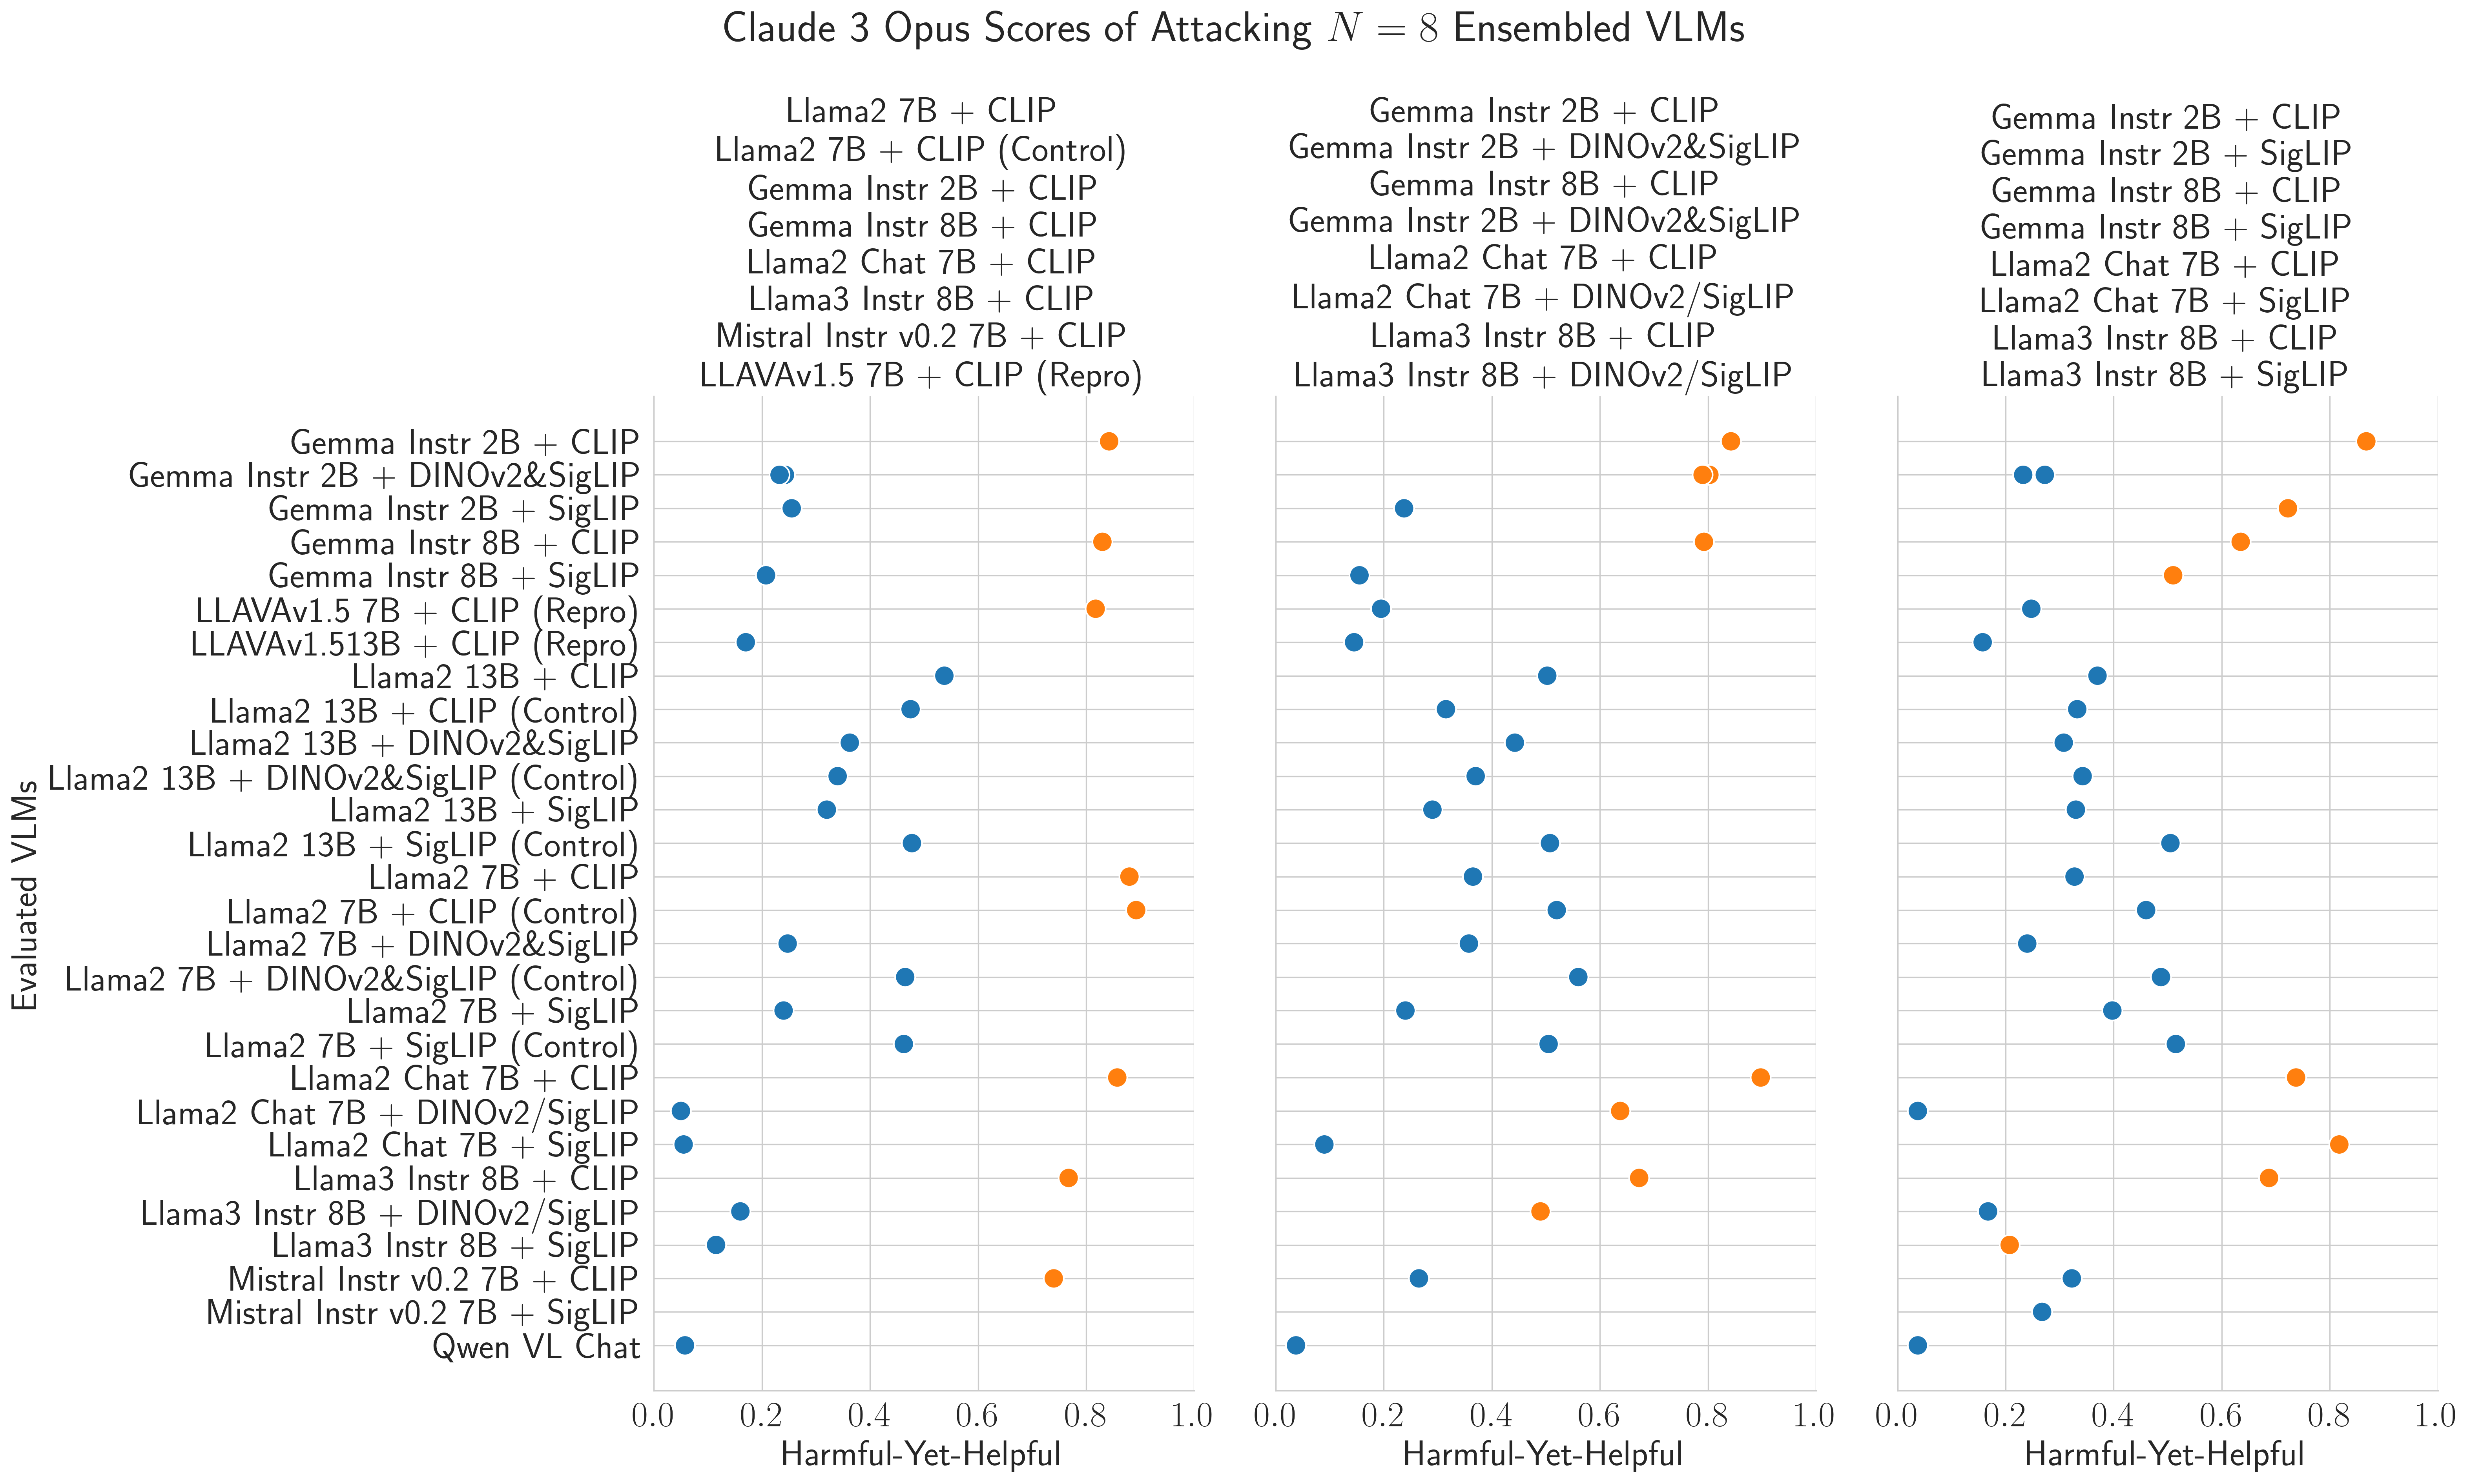 Claude 3 Opus Scores of Attacking N = 8 Ensembled VLMs
Llama2 7B + CLIP
Llama2 7B + CLIP (Control)
Gemma Instr 2B + CLIP
Gemma Instr 8B + CLIP
Llama2 Chat 7B + CLIP
Llama3 Instr 8B + CLIP
Mistral Instr v0.2 7B + CLIP
LLAVAv1.5 7B + CLIP (Repro)
Gemma Instr 2B + CLIP
Gemma Instr 2B + DINOv2&SigLIP
Gemma Instr 8B + CLIP
Gemma Instr 2B + DINOv2&SigLIP
Llama2 Chat 7B + CLIP
Llama2 Chat 7B + DINOv2/SigLIP
Llama3 Instr 8B + CLIP
Llama3 Instr 8B + DINOv2/SigLIP
Gemma Instr 2B + CLIP
Gemma Instr 2B + SigLIP
Gemma Instr 8B + CLIP
Gemma Instr 8B + SigLIP
Llama2 Chat 7B + CLIP
Llama2 Chat 7B + SigLIP
Llama3 Instr 8B + CLIP
Llama3 Instr 8B + SigLIP
Evaluated VLMs
Gemma Instr 2B + CLIP
Gemma Instr 2B + DINOv2&SigLIP
Gemma Instr 2B + SigLIP
Gemma Instr 8B + CLIP
Gemma Instr 8B + SigLIP
LLAVAv1.5 7B + CLIP (Repro)
LLAVAv1.513B + CLIP (Repro)
Llama2 13B + CLIP
Llama2 13B + CLIP (Control)
Llama2 13B + DINOv2&SigLIP
Llama2 13B + DINOv2&SigLIP (Control)
Llama2 13B + SigLIP
Llama2 13B + SigLIP (Control)
Llama2 7B + CLIP
Llama2 7B + CLIP (Control)
Llama2 7B + DINOv2&SigLIP
Llama2 7B + DINOv2&SigLIP (Control)
Llama2 7B + SigLIP
Llama2 7B + SigLIP (Control)
Llama2 Chat 7B + CLIP
Llama2 Chat 7B + DINOv2/SigLIP
Llama2 Chat 7B + SigLIP
Llama3 Instr 8B + CLIP
Llama3 Instr 8B + DINOv2/SigLIP
Llama3 Instr 8B + SigLIP
Mistral Instr v0.2 7B + CLIP
Mistral Instr v0.2 7B + SigLIP
Qwen VL Chat
0.0 0.2 0.4 0.6 0.8 1.0
Harmful-Yet-Helpful
0.0 0.2 0.4 0.6 0.8 1.0
Harmful-Yet-Helpful
0.0 0.2 0.4 0.6 0.8 1.0
Harmful-Yet-Helpful